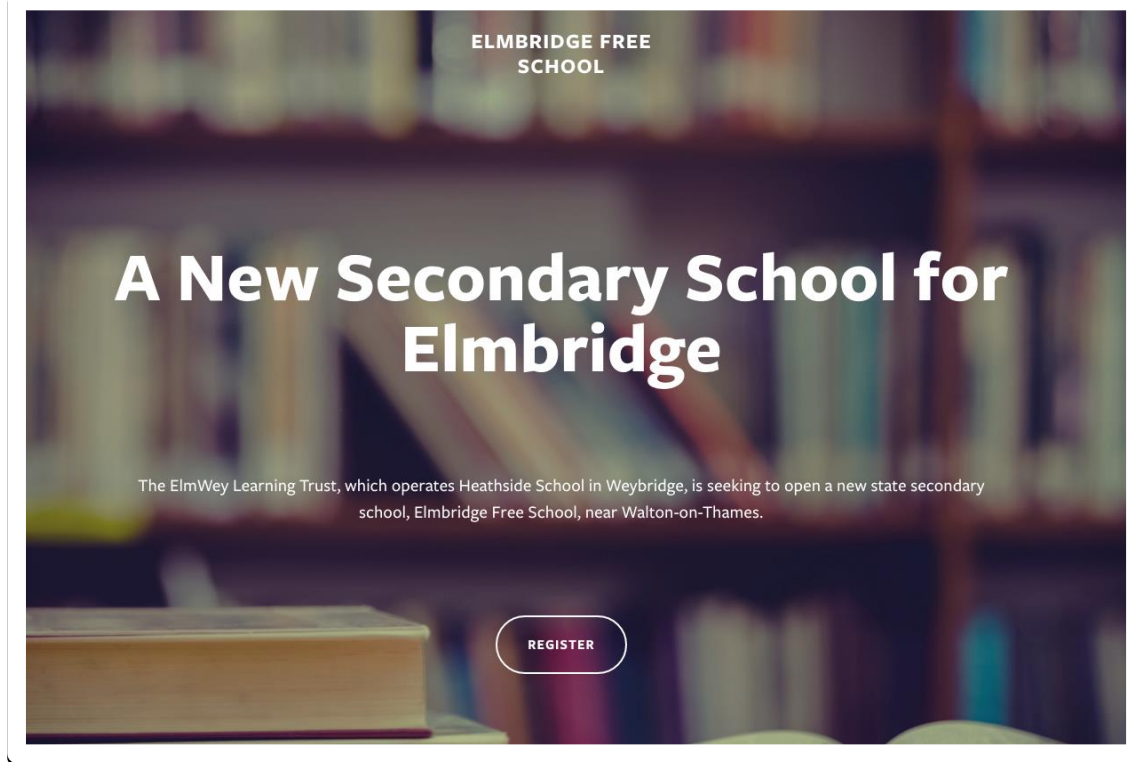 ELMBRIDGE FREE
SCHOOL
A New Secondary School for
Elmbridge
The ElmWey Learning Trust, which operates Heathside School in Weybridge, is seeking to open a new state secondary
school, Elmbridge Free School, near Walton-on-Thames.
REGISTER